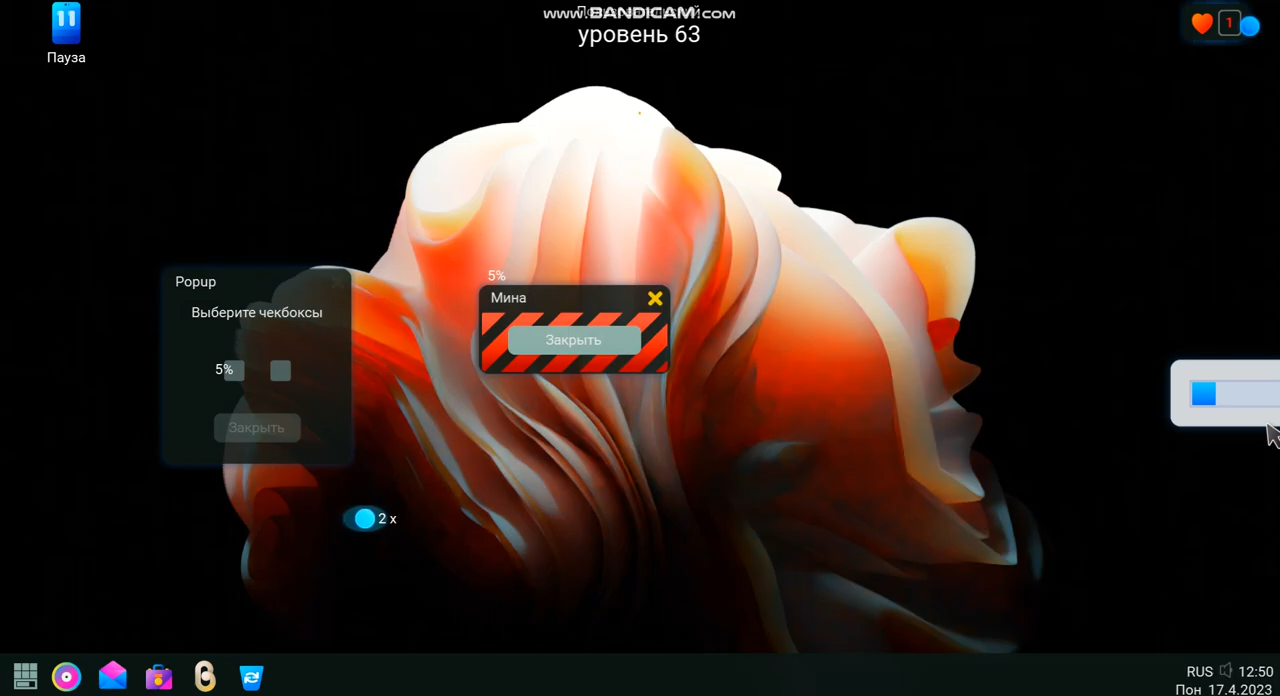 www.BANDICAM.com
уровень 63
Пауза
1
Popup
Выберите чекбоксы
5%
Закрыть
5%
Мина
Закрыть
2 x
RUS 12:50
Пон 17.4.2023